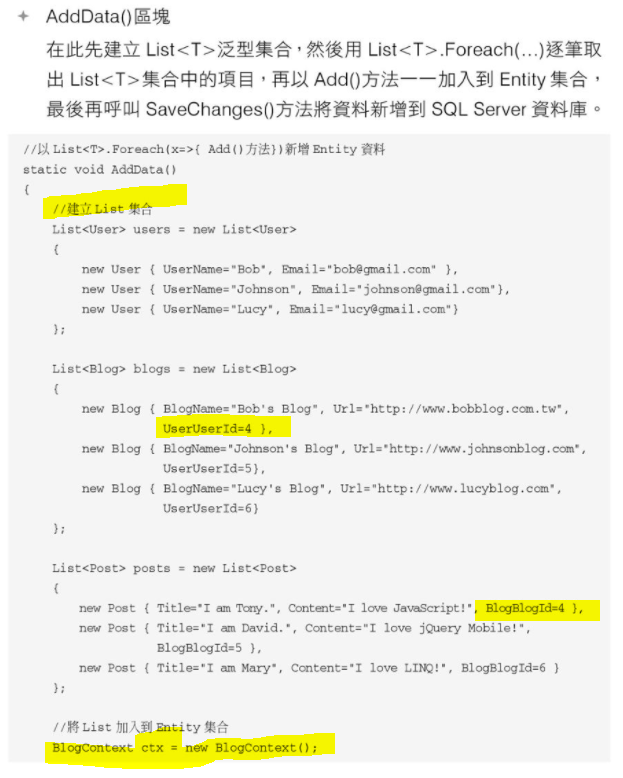 ✦ AddData()區塊
在此先建立 List<T>泛型集合，然後用 List<T>.Foreach(…)逐筆取
出 List<T>集合中的項目，再以 Add()方法一一加入到 Entity 集合，
最後再呼叫 SaveChanges()方法將資料新增到 SQL Server 資料庫。
//以 List<T>.Foreach(x=>{ Add()方法})新增 Entity 資料
static void AddData()
{
//建立 List 集合
List<User> users = new List<User>
{
new User { UserName="Bob", Email="bob@gmail.com" },
new User { UserName="Johnson", Email="johnson@gmail.com"},
new User { UserName="Lucy", Email="lucy@gmail.com"}
};
List<Blog> blogs = new List<Blog>
{
new Blog { BlogName="Bob's Blog", Url="http://www.bobblog.com.tw",
UserUserId=4 },
new Blog { BlogName="Johnson's Blog", Url="http://www.johnsonblog.com",
UserUserId=5},
new Blog { BlogName="Lucy's Blog", Url="http://www.lucyblog.com",
UserUserId=6}
};
List<Post> posts = new List<Post>
{
new Post { Title="I am Tony.", Content="I love JavaScript!", BlogBlogId=4 },
new Post { Title="I am David.", Content="I love jQuery Mobile!",
BlogBlogId=5 },
new Post { Title="I am Mary", Content="I love LINQ!", BlogBlogId=6 }
};
//將 List 加入到 Entity 集合
BlogContext ctx = new BlogContext();